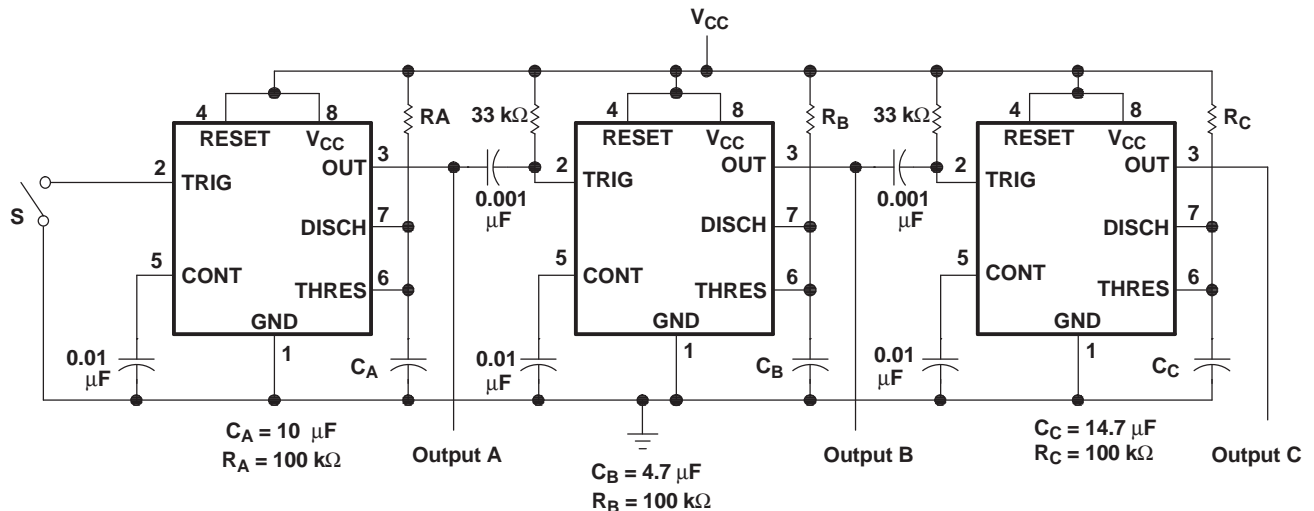 VCC
4
8
RESET
VCC
RA
33 kΩ
3
OUT
2
TRIG
S
0.001
μF
7
DISCH
5
CONT
6
THRES
GND
0.01
μF
1
CA
CA = 10 μF
RA = 100 kΩ
Output A
4
8
RESET
VCC
RB
33 kΩ
3
OUT
2
TRIG
0.001
μF
7
DISCH
5
CONT
6
THRES
GND
0.01
μF
1
CB
CB = 4.7 μF
RB = 100 kΩ
Output B
4
8
RESET
VCC
RC
3
OUT
2
TRIG
7
DISCH
5
CONT
6
THRES
GND
0.01
μF
1
CC
CC = 14.7 μF
RC = 100 kΩ
Output C